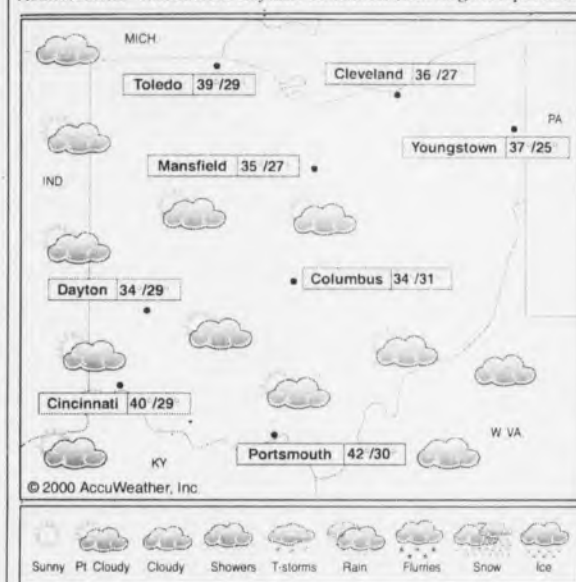 MICH
Toledo 39 /29
Cleveland 36 /27
PA
Youngstown 37 /25
Mansfield 35 /27
IND
Columbus 34 /31
Dayton 34 /29
Cincinnati 40 /29
W VA
KY
Portsmouth 42 /30
© 2000 AccuWeather, Inc
Sunny Pt Cloudy Cloudy Showers T-storms Rain Flurries Snow Ice